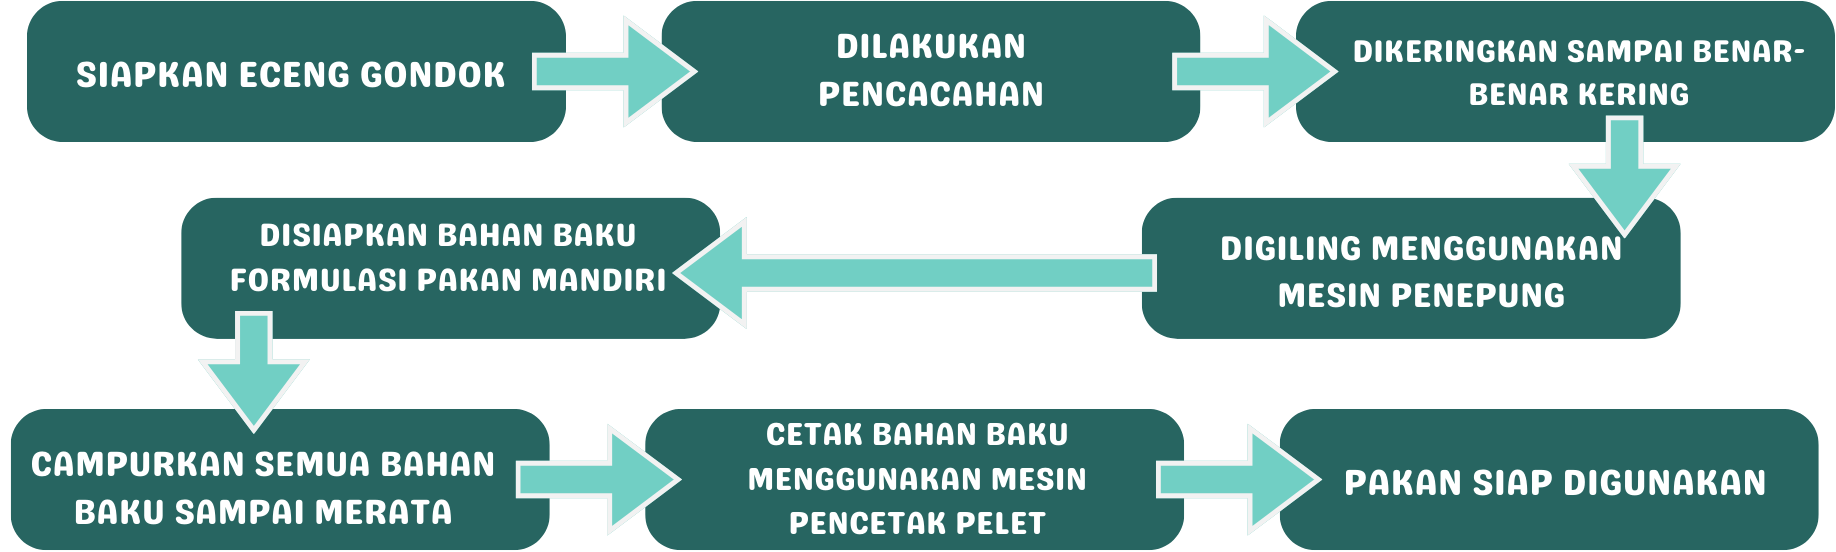 SIAPKAN ECENG GONDOK
DILAKUKAN
PENCACAHAN
DIKERINGKAN SAMPAI BENAR-
BENAR KERING
DIGILING MENGGUNAKAN
MESIN PENEPUNG
DISIAPKAN BAHAN BAKU
FORMULASI PAKAN MANDIRI
CAMPURKAN SEMUA BAHAN
BAKU SAMPAI MERATA
CETAK BAHAN BAKU
MENGGUNAKAN MESIN
PENCETAK PELET
PAKAN SIAP DIGUNAKAN